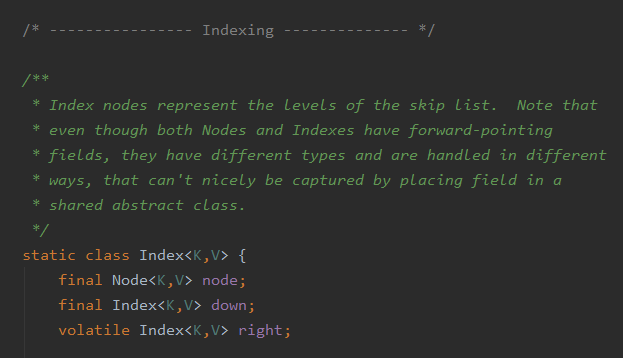 /* ---------------- Indexing -------------- */
/**
* Index nodes represent the levels of the skip list.  Note that
* even though both Nodes and Indexes have forward-pointing
* fields, they have different types and are handled in different
* ways, that can't nicely be captured by placing field in a
* shared abstract class.
*/
static class Index<K,V> {
final Node<K,V> node;
final Index<K,V> down;
volatile Index<K,V> right;